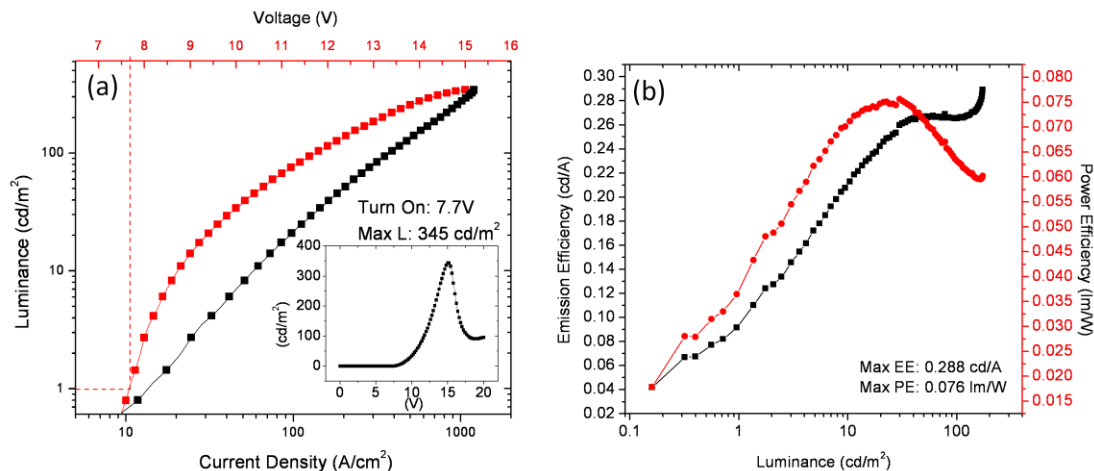 Voltage (V)
7 8 9 10 11 12 13 14 15 16
(a)
100
10
1
Luminance (cd/m²)
Turn On: 7.7V
Max L: 345 cd/m²
400
300
200
100
0
(cd/m²)
0 5 10 15 20
(V)
10 100 1000
Current Density (A/cm²)
(b)
0.30
0.28
0.26
0.24
0.22
0.20
0.18
0.16
0.14
0.12
0.10
0.08
0.06
0.04
0.02
Emission Efficiency (cd/A)
0.080
0.075
0.070
0.065
0.060
0.055
0.050
0.045
0.040
0.035
0.030
0.025
0.020
0.015
Power Efficiency (lm/W)
Max EE: 0.288 cd/A
Max PE: 0.076 lm/W
0.1 1 10 100
Luminance (cd/m²)